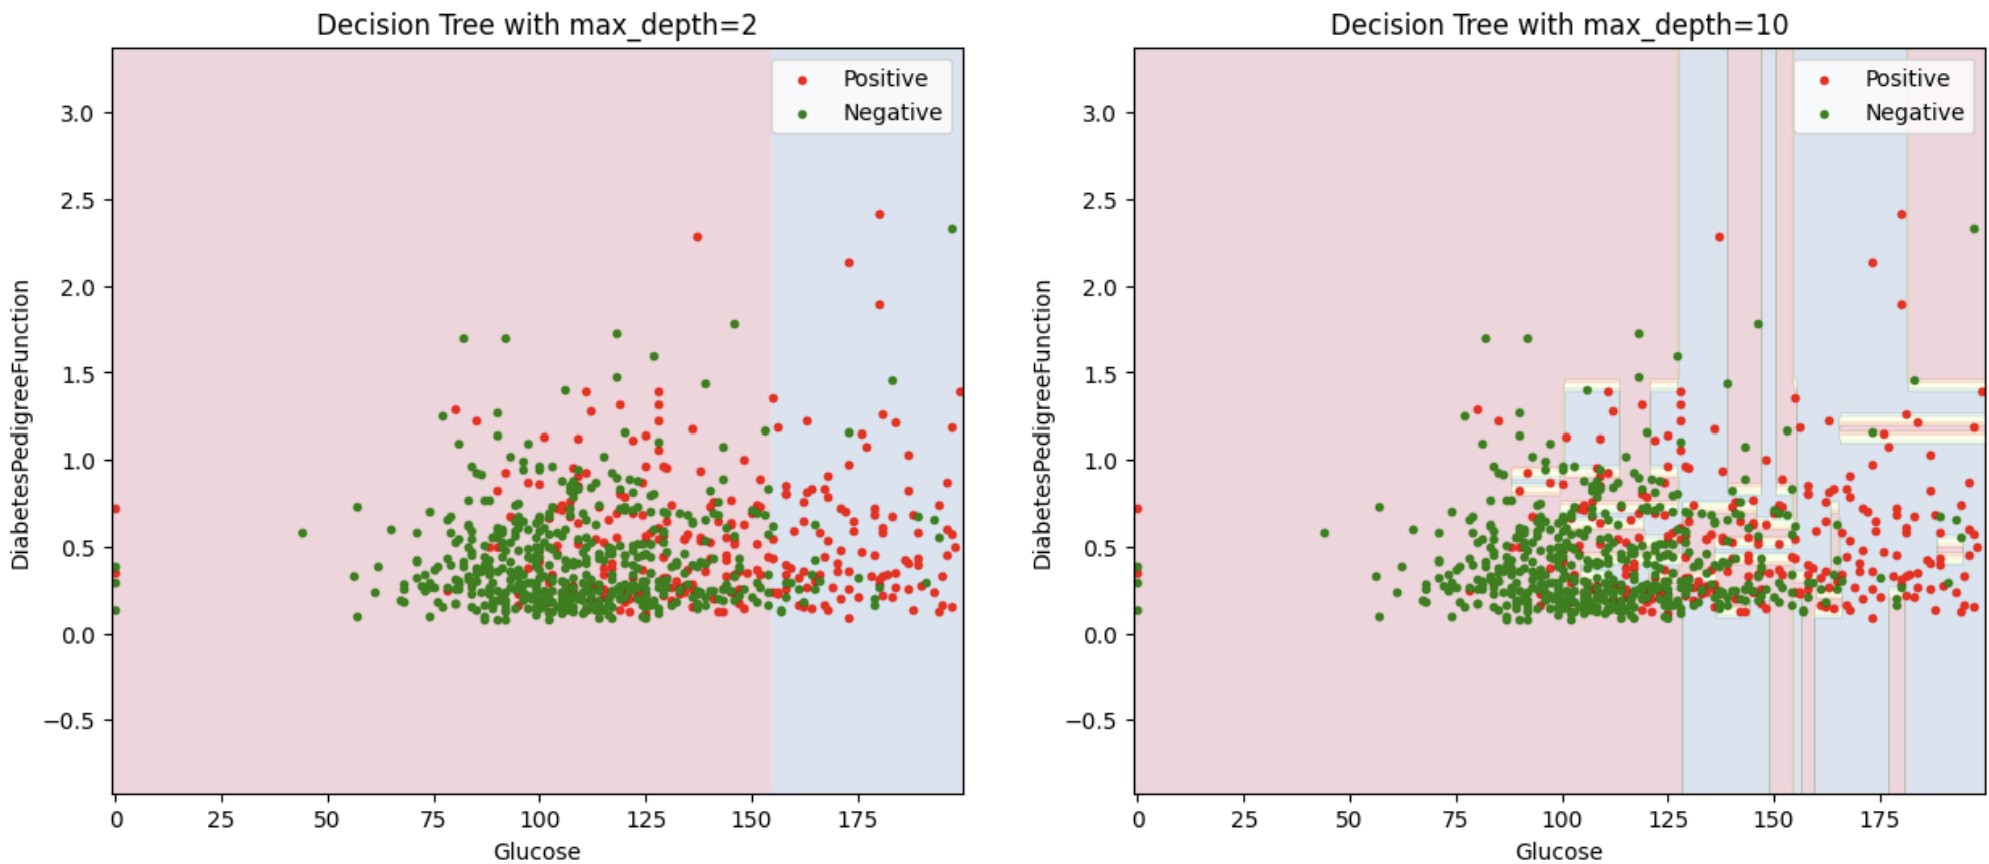 Decision Tree with max_depth=2
Positive
Negative
3.0
2.5
2.0
1.5
1.0
0.5
0.0
−0.5
DiabetesPedigreeFunction
0 25 50 75 100 125 150 175
Glucose
Decision Tree with max_depth=10
Positive
Negative
3.0
2.5
2.0
1.5
1.0
0.5
0.0
−0.5
DiabetesPedigreeFunction
0 25 50 75 100 125 150 175
Glucose